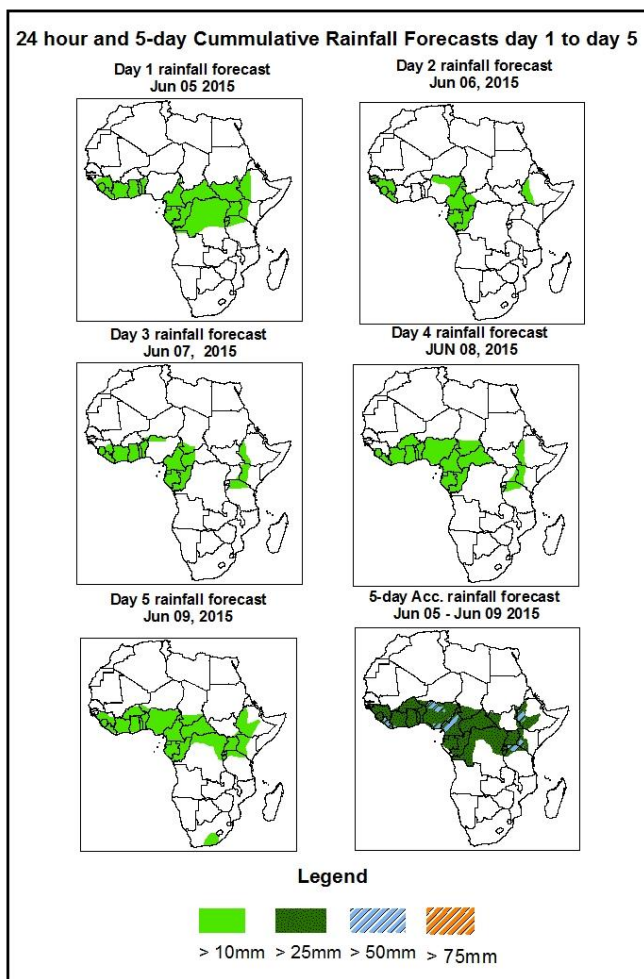 24 hour and 5-day Cummulative Rainfall Forecasts day 1 to day 5
Day 1 rainfall forecast
Jun 05 2015
Day 2 rainfall forecast
Jun 06, 2015
Day 3 rainfall forecast
Jun 07, 2015
Day 4 rainfall forecast
JUN 08, 2015
Day 5 rainfall forecast
Jun 09, 2015
5-day Acc. rainfall forecast
Jun 05 - Jun 09 2015
Legend
> 10mm > 25mm > 50mm > 75mm